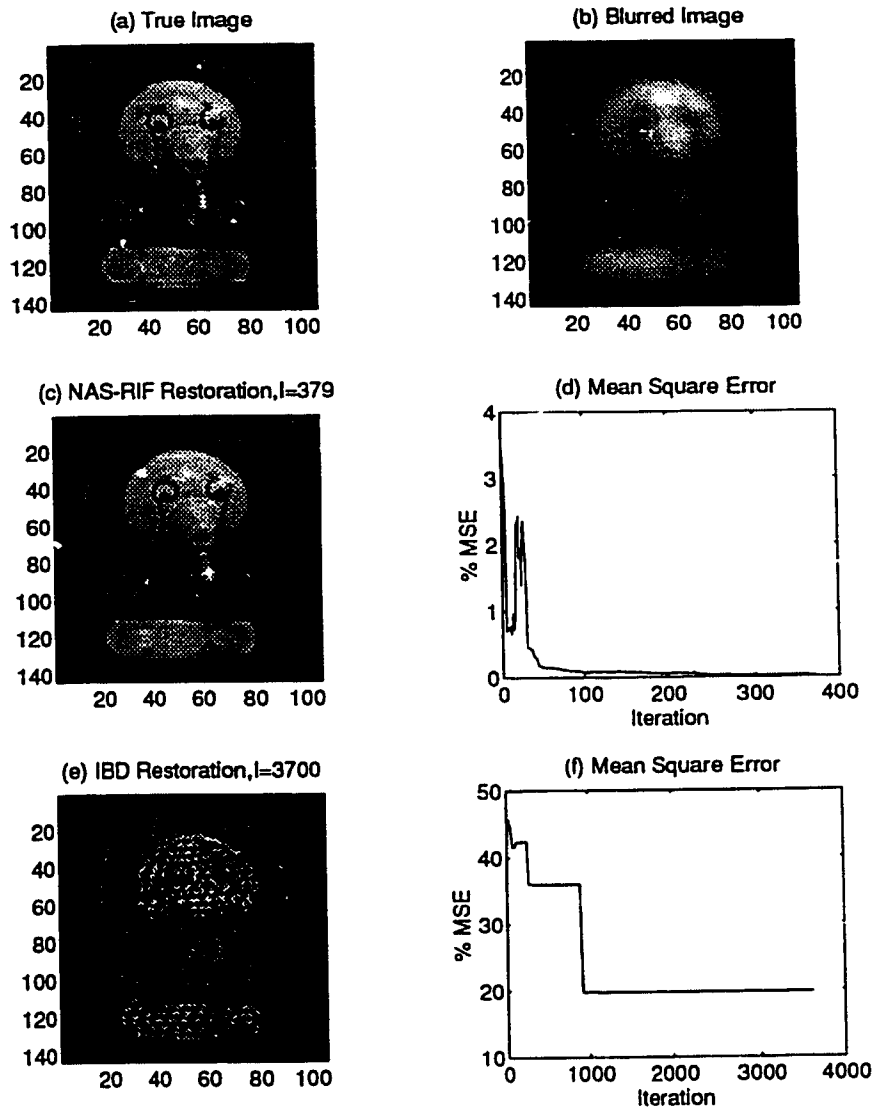 (a) True Image
20
40
60
80
100
120
140
20 40 60 80 100
(b) Blurred Image
20
40
60
80
100
120
140
20 40 60 80 100
(c) NAS-RIF Restoration,I=379
20
40
60
80
100
120
140
20 40 60 80 100
(d) Mean Square Error
% MSE
4
3
2
1
0
0 100 200 300 400
Iteration
(e) IBD Restoration,I=3700
20
40
60
80
100
120
140
20 40 60 80 100
(f) Mean Square Error
% MSE
50
40
30
20
10
0 1000 2000 3000 4000
Iteration